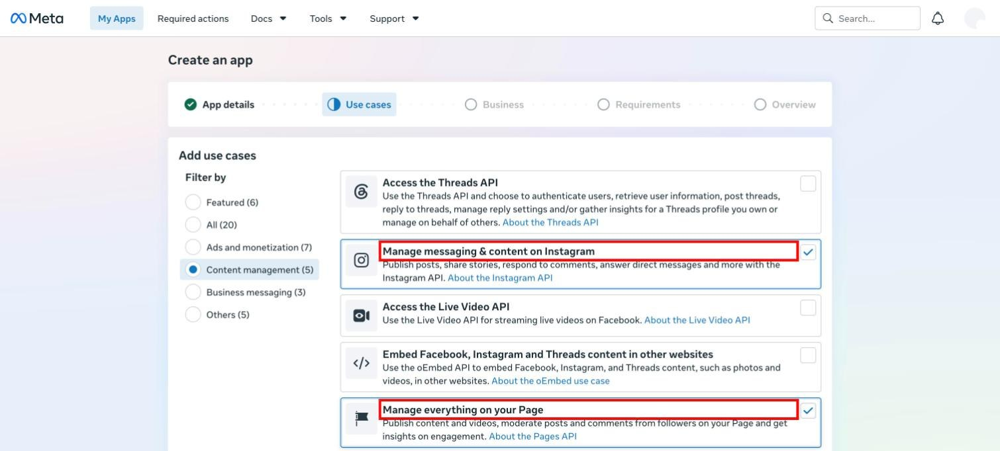 Meta
My Apps
Required actions
Docs
Tools
Support
Search...
Create an app
App details
Use cases
Business
Requirements
Overview
Add use cases
Filter by
Featured (6)
All (20)
Ads and monetization (7)
Content management (5)
Business messaging (3)
Others (5)
Access the Threads API
Use the Threads API and choose to authenticate users, retrieve user information, post threads,
reply to threads, manage reply settings and/or gather insights for a Threads profile you own or
manage on behalf of others. About the Threads API
Manage messaging & content on Instagram
Publish posts, share stories, respond to comments, answer direct messages and more with the
Instagram API. About the Instagram API
Access the Live Video API
Use the Live Video API for streaming live videos on Facebook. About the Live Video API
Embed Facebook, Instagram and Threads content in other websites
Use the oEmbed API to embed Facebook, Instagram, and Threads content, such as photos and
videos, in other websites. About the oEmbed use case
Manage everything on your Page
Publish content and videos, moderate posts and comments from followers on your Page and get
insights on engagement. About the Pages API